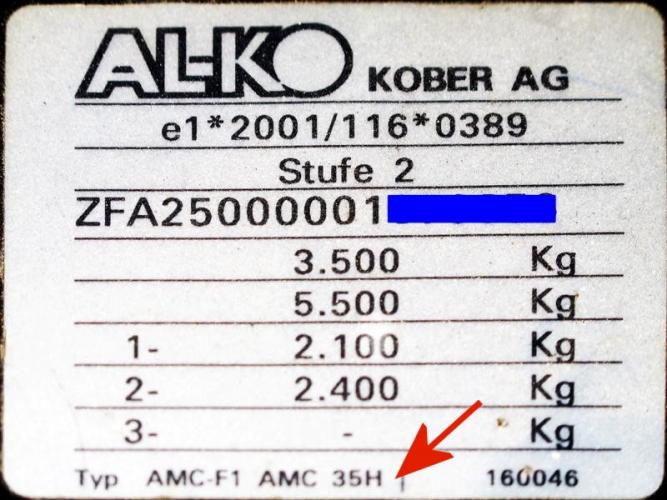 AL-KO KOBER AG
e1*2001/116*0389
Stufe 2
ZFA25000001
3.500 Kg
5.500 Kg
1- 2.100 Kg
2- 2.400 Kg
3- - Kg
Typ AMC-F1 AMC 35H 160046